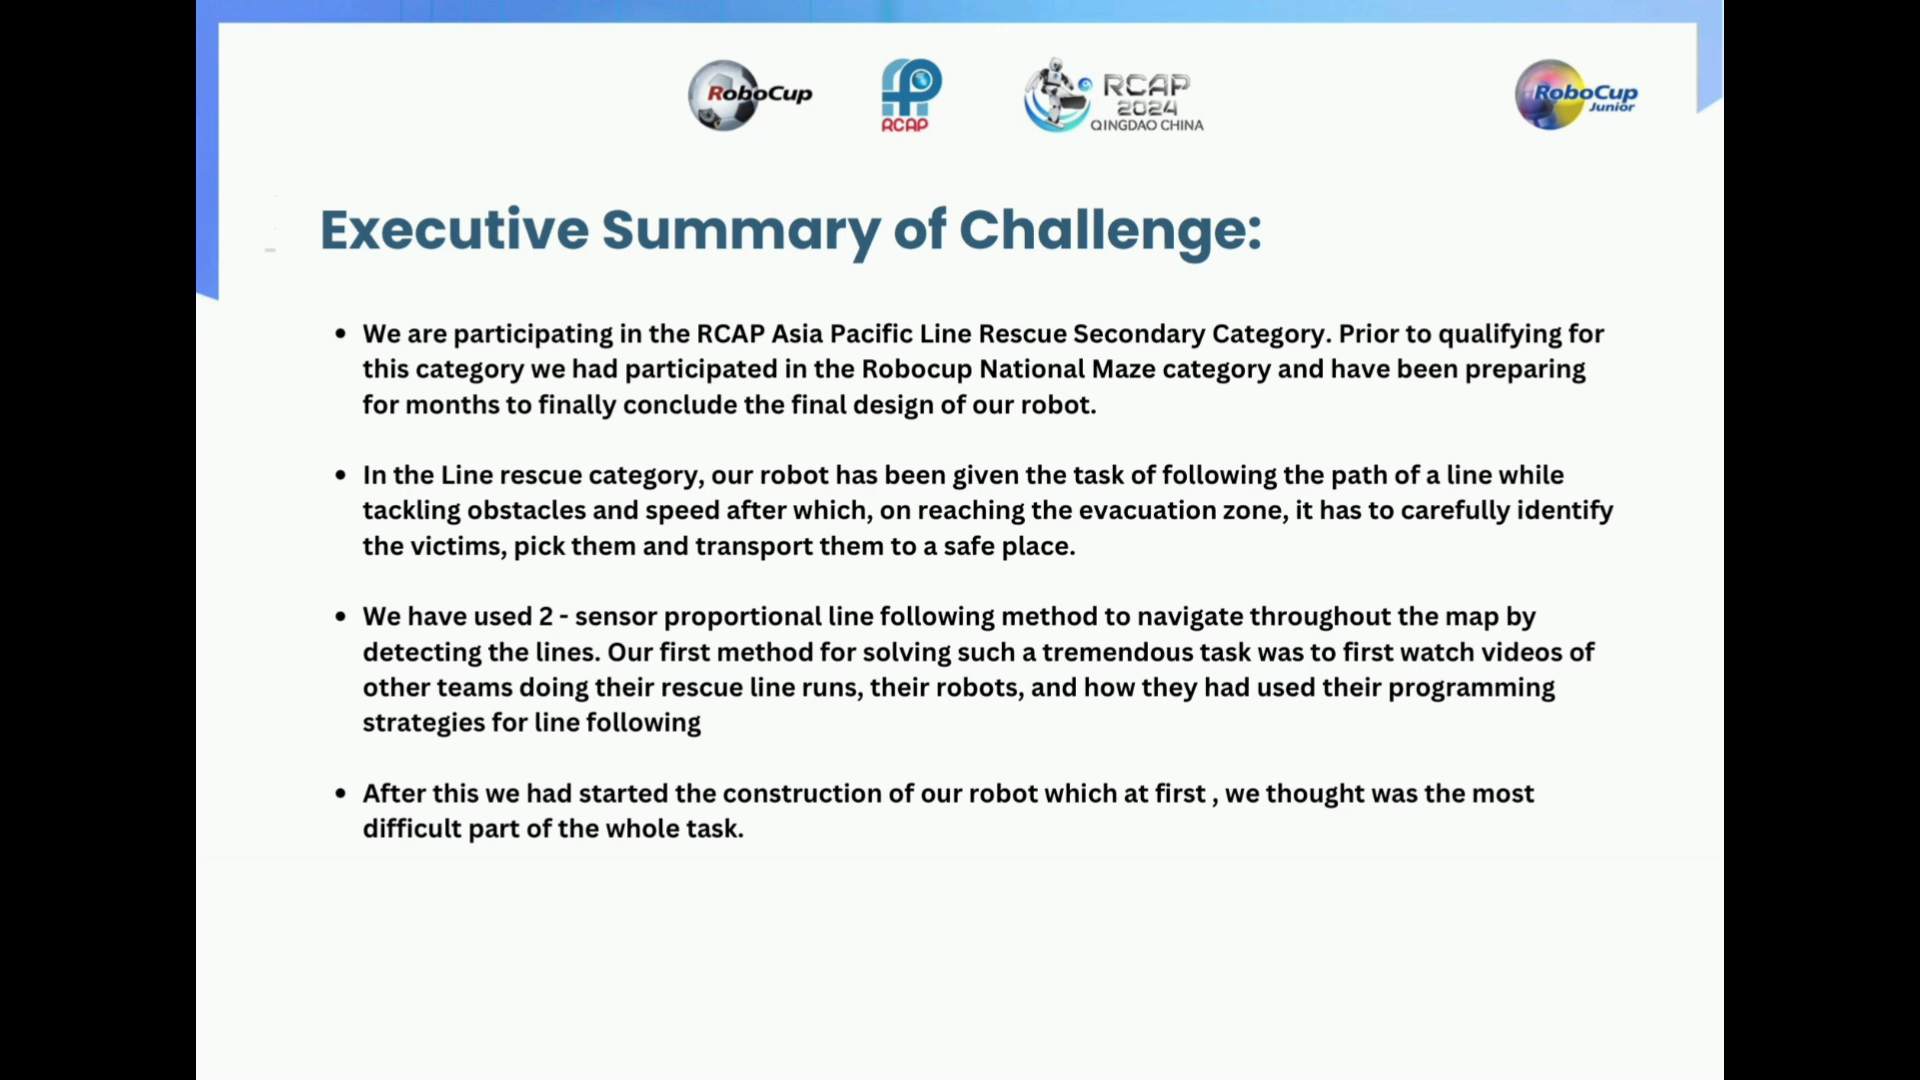 RoboCup
RCAP
RCAP
2024
QINGDAO CHINA
RoboCup
Junior
Executive Summary of Challenge:
• We are participating in the RCAP Asia Pacific Line Rescue Secondary Category. Prior to qualifying for
this category we had participated in the Robocup National Maze category and have been preparing
for months to finally conclude the final design of our robot.
• In the Line rescue category, our robot has been given the task of following the path of a line while
tackling obstacles and speed after which, on reaching the evacuation zone, it has to carefully identify
the victims, pick them and transport them to a safe place.
• We have used 2 - sensor proportional line following method to navigate throughout the map by
detecting the lines. Our first method for solving such a tremendous task was to first watch videos of
other teams doing their rescue line runs, their robots, and how they had used their programming
strategies for line following
• After this we had started the construction of our robot which at first , we thought was the most
difficult part of the whole task.